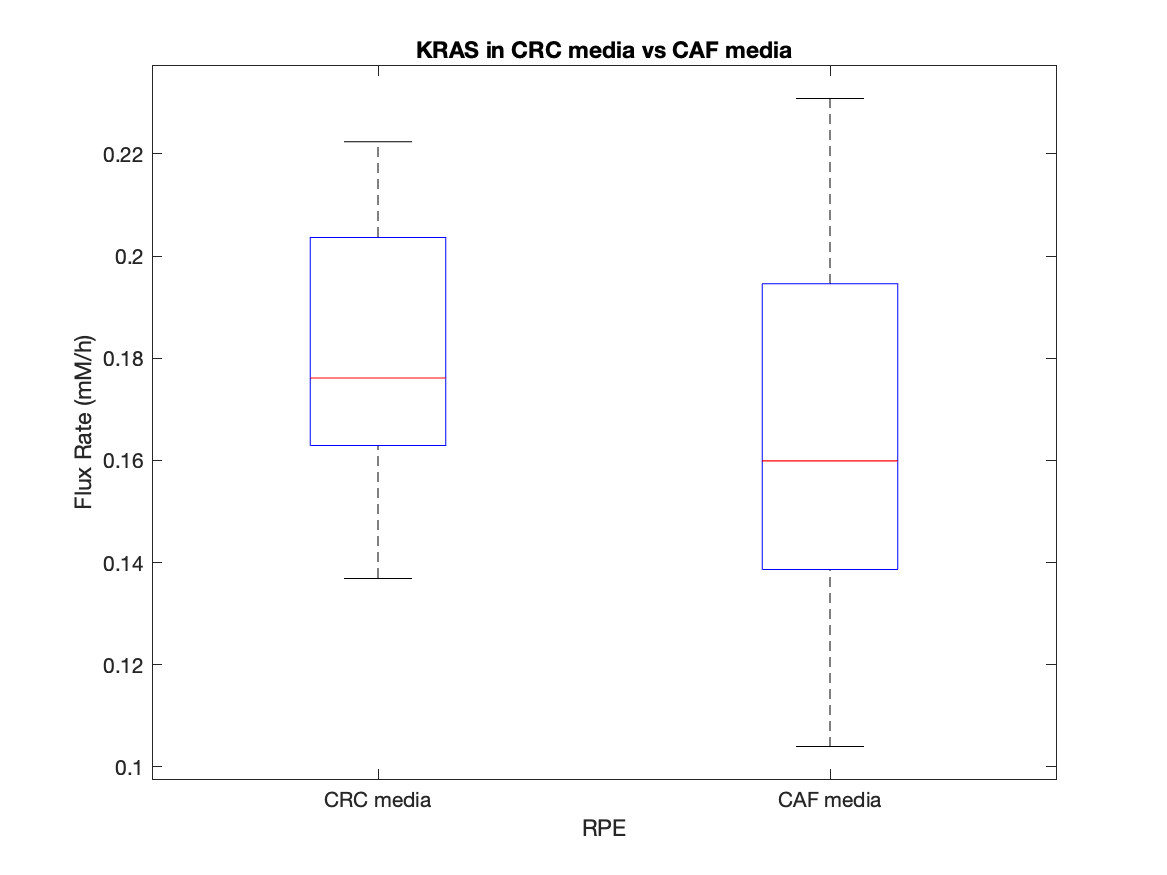 KRAS in CRC media vs CAF media
Flux Rate (mM/h)
0.22
0.2
0.18
0.16
0.14
0.12
0.1
CRC media
CAF media
RPE